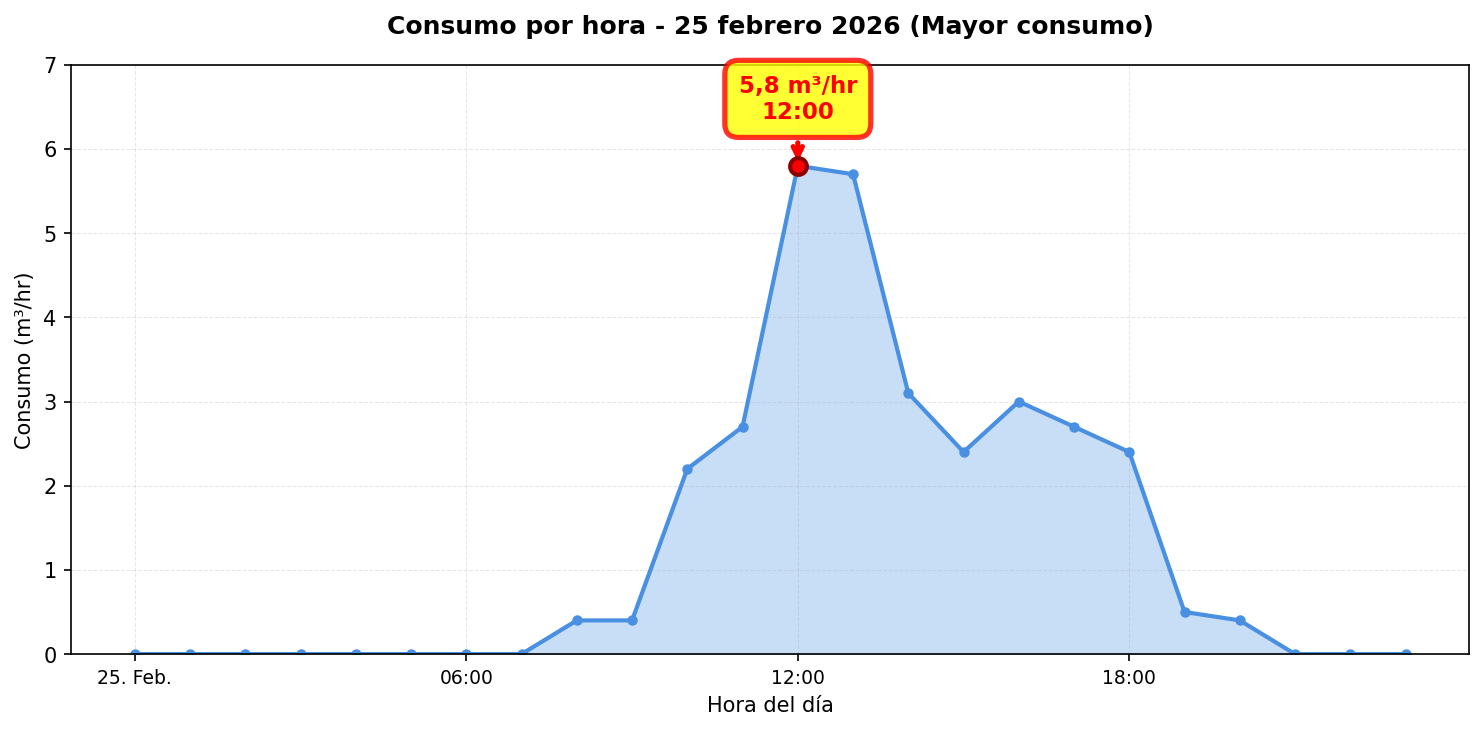 Consumo por hora - 25 febrero 2026 (Mayor consumo)
5,8 m³/hr
12:00
Consumo (m³/hr)
7
6
5
4
3
2
1
0
25. Feb.
06:00
12:00
18:00
Hora del día